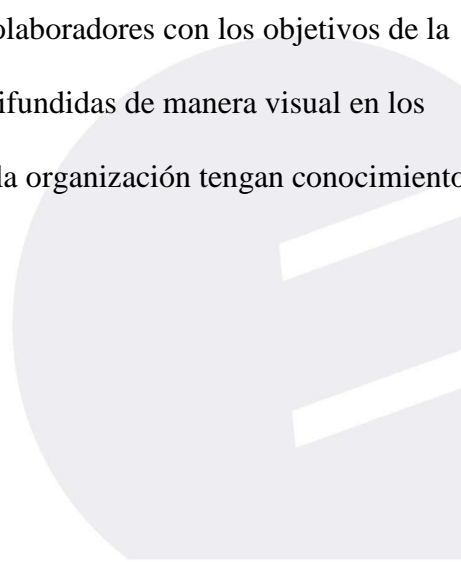 olaboradores con los objetivos de la
ifundidas de manera visual en los
la organización tengan conocimiento